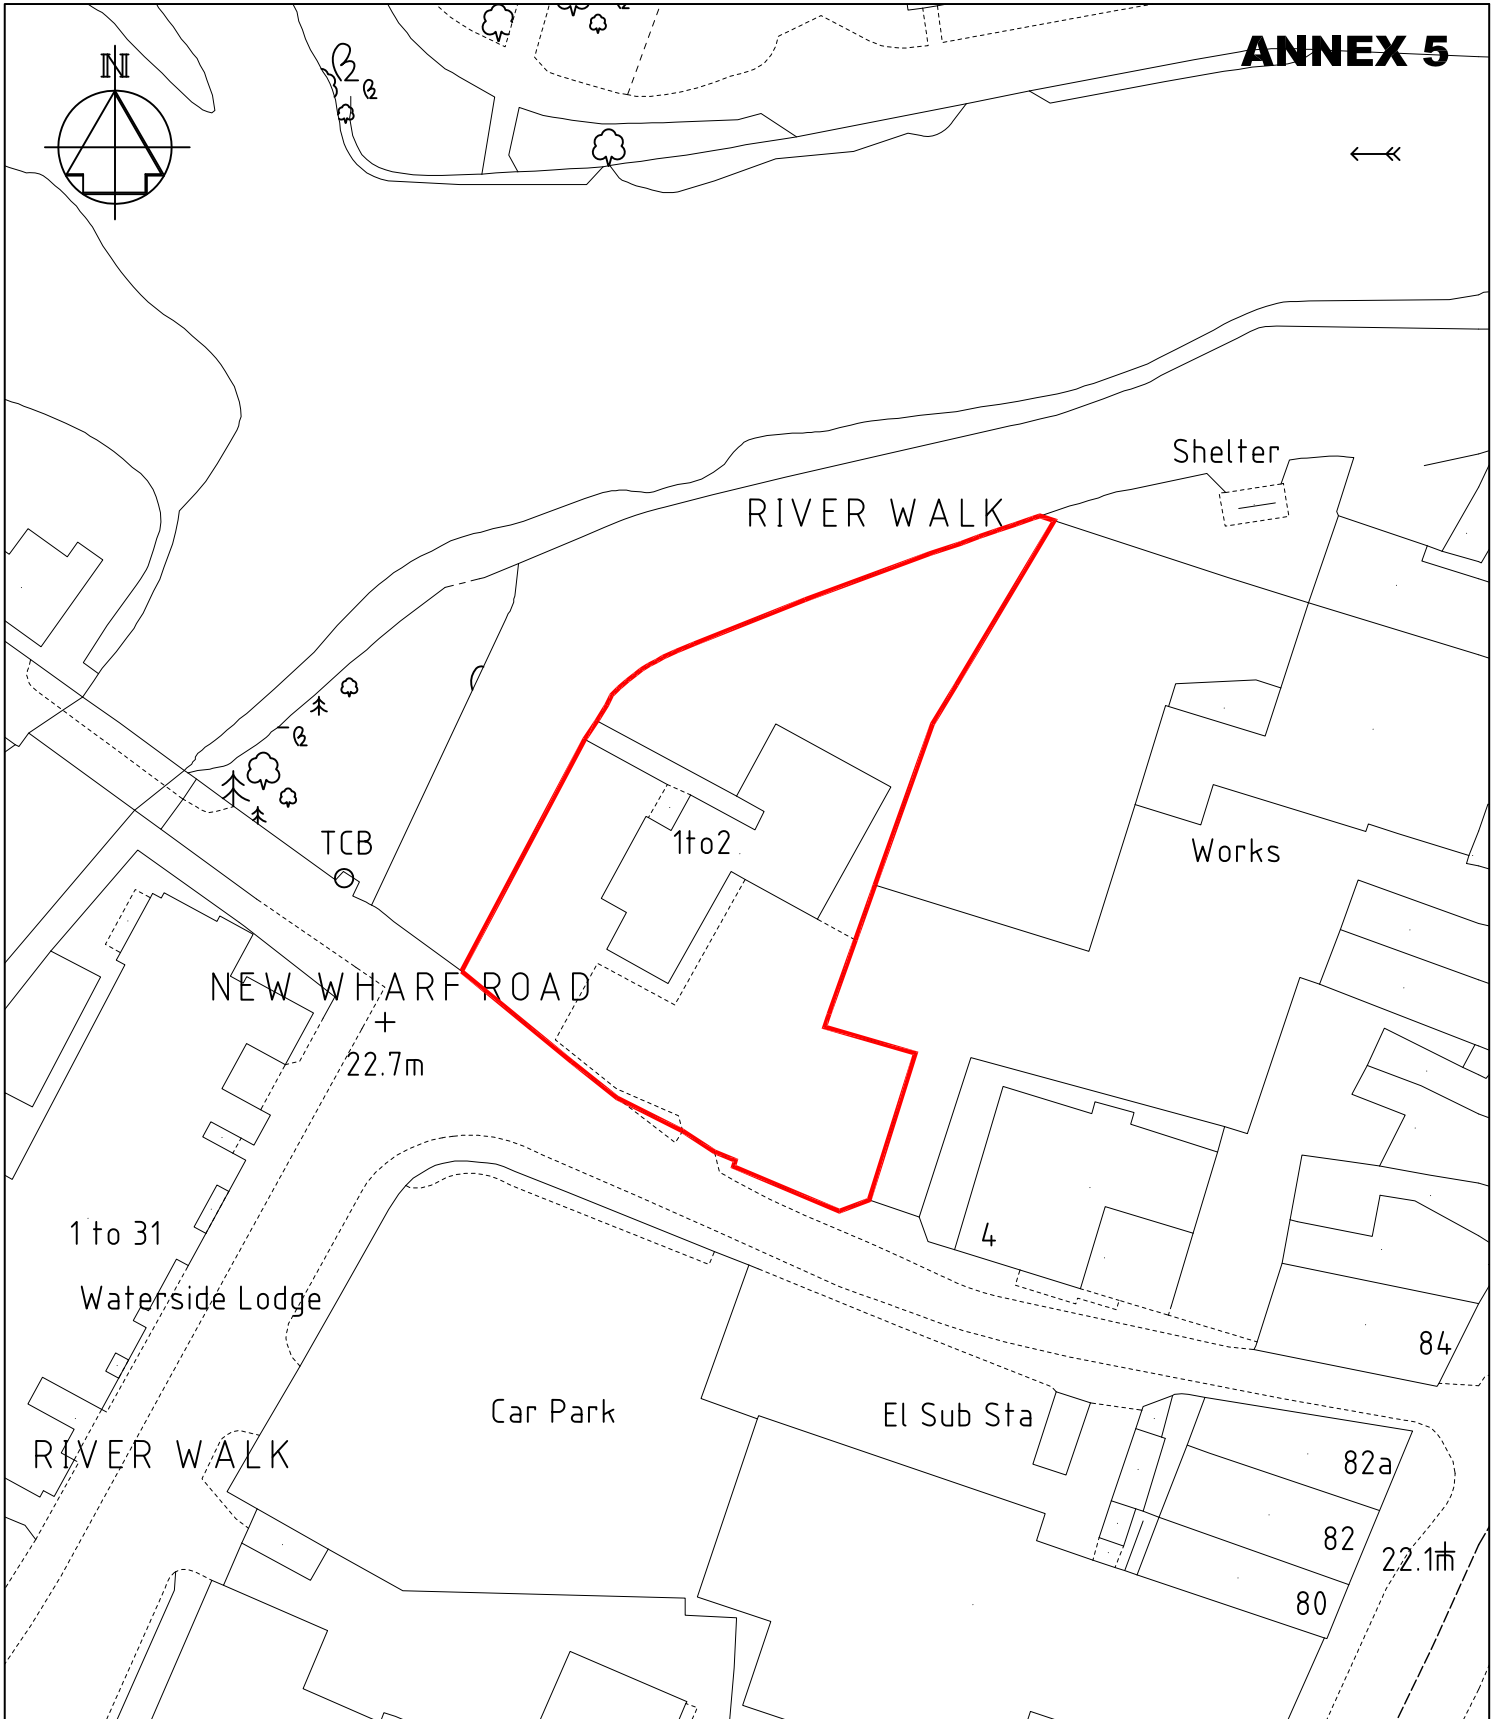 N
ANNEX 5
Shelter
RIVER WALK
TCB
1to2
Works
NEW WHARF ROAD
22.7m
1 to 31
4
Waterside Lodge
84
Car Park
El Sub Sta
RIVER WALK
82a
82
22.1m
80